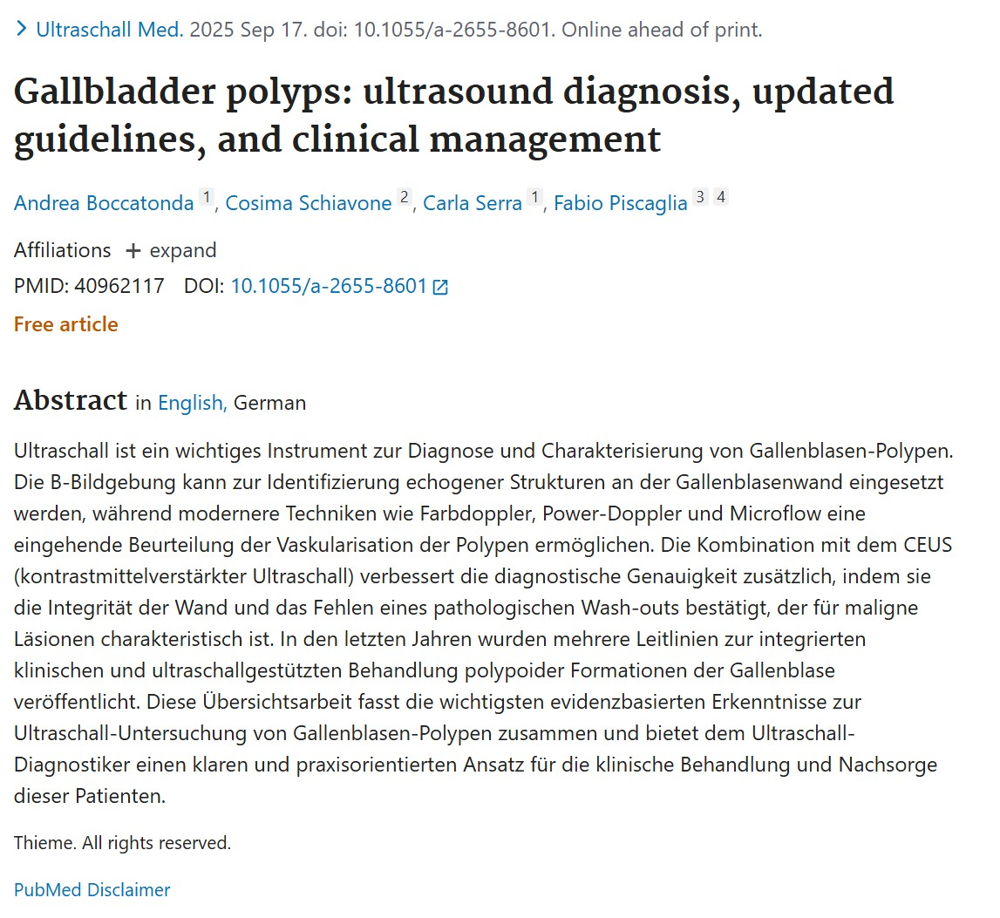 Ultraschall Med. 2025 Sep 17. doi: 10.1055/a-2655-8601. Online ahead of print.
Gallbladder polyps: ultrasound diagnosis, updated
guidelines, and clinical management
Andrea Boccatonda 1, Cosima Schiavone 2, Carla Serra 1, Fabio Piscaglia 3 4
Affiliations + expand
PMID: 40962117 DOI: 10.1055/a-2655-8601
Free article
Abstract in English, German
Ultraschall ist ein wichtiges Instrument zur Diagnose und Charakterisierung von Gallenblasen-Polypen.
Die B-Bildgebung kann zur Identifizierung echogener Strukturen an der Gallenblasenwand eingesetzt
werden, während modernere Techniken wie Farbdoppler, Power-Doppler und Microflow eine
eingehende Beurteilung der Vaskularisation der Polypen ermöglichen. Die Kombination mit dem CEUS
(kontrastmittelverstärkter Ultraschall) verbessert die diagnostische Genauigkeit zusätzlich, indem sie
die Integrität der Wand und das Fehlen eines pathologischen Wash-outs bestätigt, der für maligne
Läsionen charakteristisch ist. In den letzten Jahren wurden mehrere Leitlinien zur integrierten
klinischen und ultraschallgestützten Behandlung polypoider Formationen der Gallenblase
veröffentlicht. Diese Übersichtsarbeit fasst die wichtigsten evidenzbasierten Erkenntnisse zur
Ultraschall-Untersuchung von Gallenblasen-Polypen zusammen und bietet dem Ultraschall-
Diagnostiker einen klaren und praxisorientierten Ansatz für die klinische Behandlung und Nachsorge
dieser Patienten.
Thieme. All rights reserved.
PubMed Disclaimer